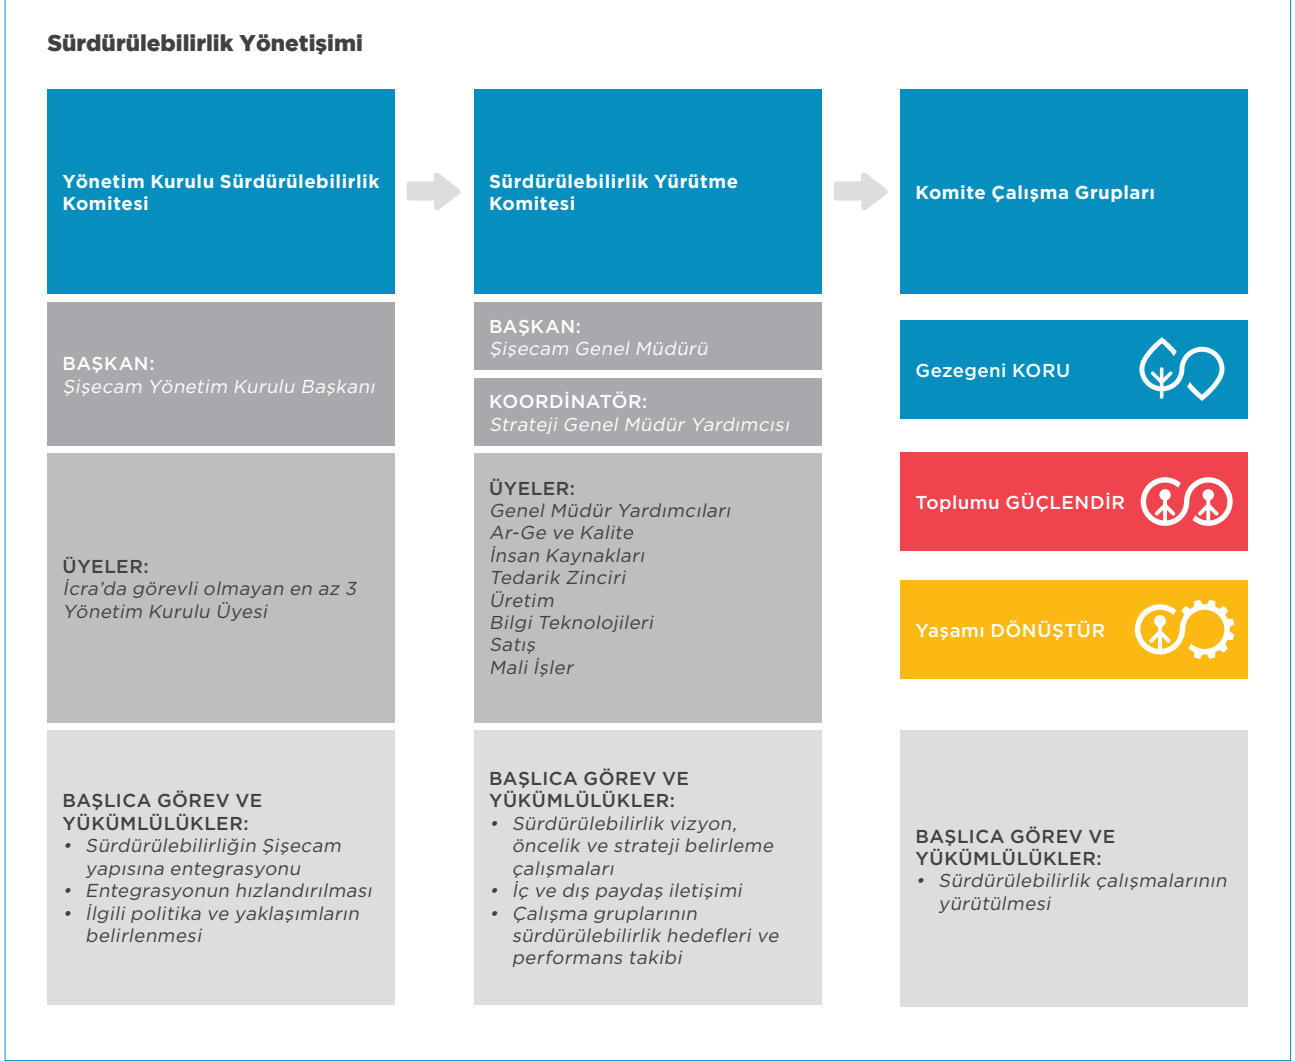 Sürdürülebilirlik Yönetişimi
Yönetim Kurulu Sürdürülebilirlik
Komitesi
BAŞKAN:
Şişecam Yönetim Kurulu Başkanı
ÜYELER:
İcra’da görevli olmayan en az 3
Yönetim Kurulu Üyesi
BAŞLICA GÖREV VE
YÜKÜMLÜLÜKLER:
• Sürdürülebilirliğin Şişecam
yapısına entegrasyonu
• Entegrasyonun hızlandırılması
• İlgili politika ve yaklaşımların
belirlenmesi
Sürdürülebilirlik Yürütme
Komitesi
BAŞKAN:
Şişecam Genel Müdürü
KOORDİNATÖR:
Strateji Genel Müdür Yardımcısı
ÜYELER:
Genel Müdür Yardımcıları
Ar-Ge ve Kalite
İnsan Kaynakları
Tedarik Zinciri
Üretim
Bilgi Teknolojileri
Satış
Mali İşler
BAŞLICA GÖREV VE
YÜKÜMLÜLÜKLER:
• Sürdürülebilirlik vizyon,
öncelik ve strateji belirleme
çalışmaları
• İç ve dış paydaş iletişimi
• Çalışma gruplarının
sürdürülebilirlik hedefleri ve
performans takibi
Komite Çalışma Grupları
Gezegeni KORU
Toplumu GÜÇLENDİR
Yaşamı DÖNÜŞTÜR
BAŞLICA GÖREV VE
YÜKÜMLÜLÜKLER:
• Sürdürülebilirlik çalışmalarının
yürütülmesi